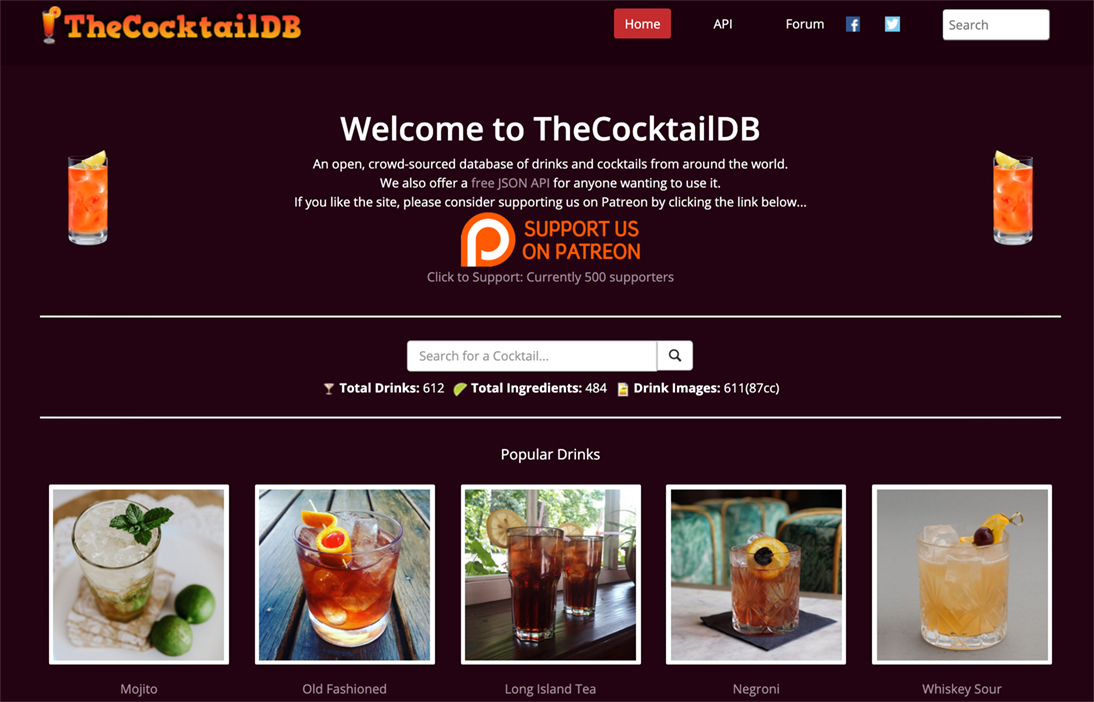 TheCocktailDB
Home
API
Forum
Search
Welcome to TheCocktailDB
An open, crowd-sourced database of drinks and cocktails from around the world.
We also offer a free JSON API for anyone wanting to use it.
If you like the site, please consider supporting us on Patreon by clicking the link below...
SUPPORT US
ON PATREON
Click to Support: Currently 500 supporters
Search for a Cocktail...
Total Drinks: 612 Total Ingredients: 484 Drink Images: 611(87cc)
Popular Drinks
Mojito
Old Fashioned
Long Island Tea
Negroni
Whiskey Sour